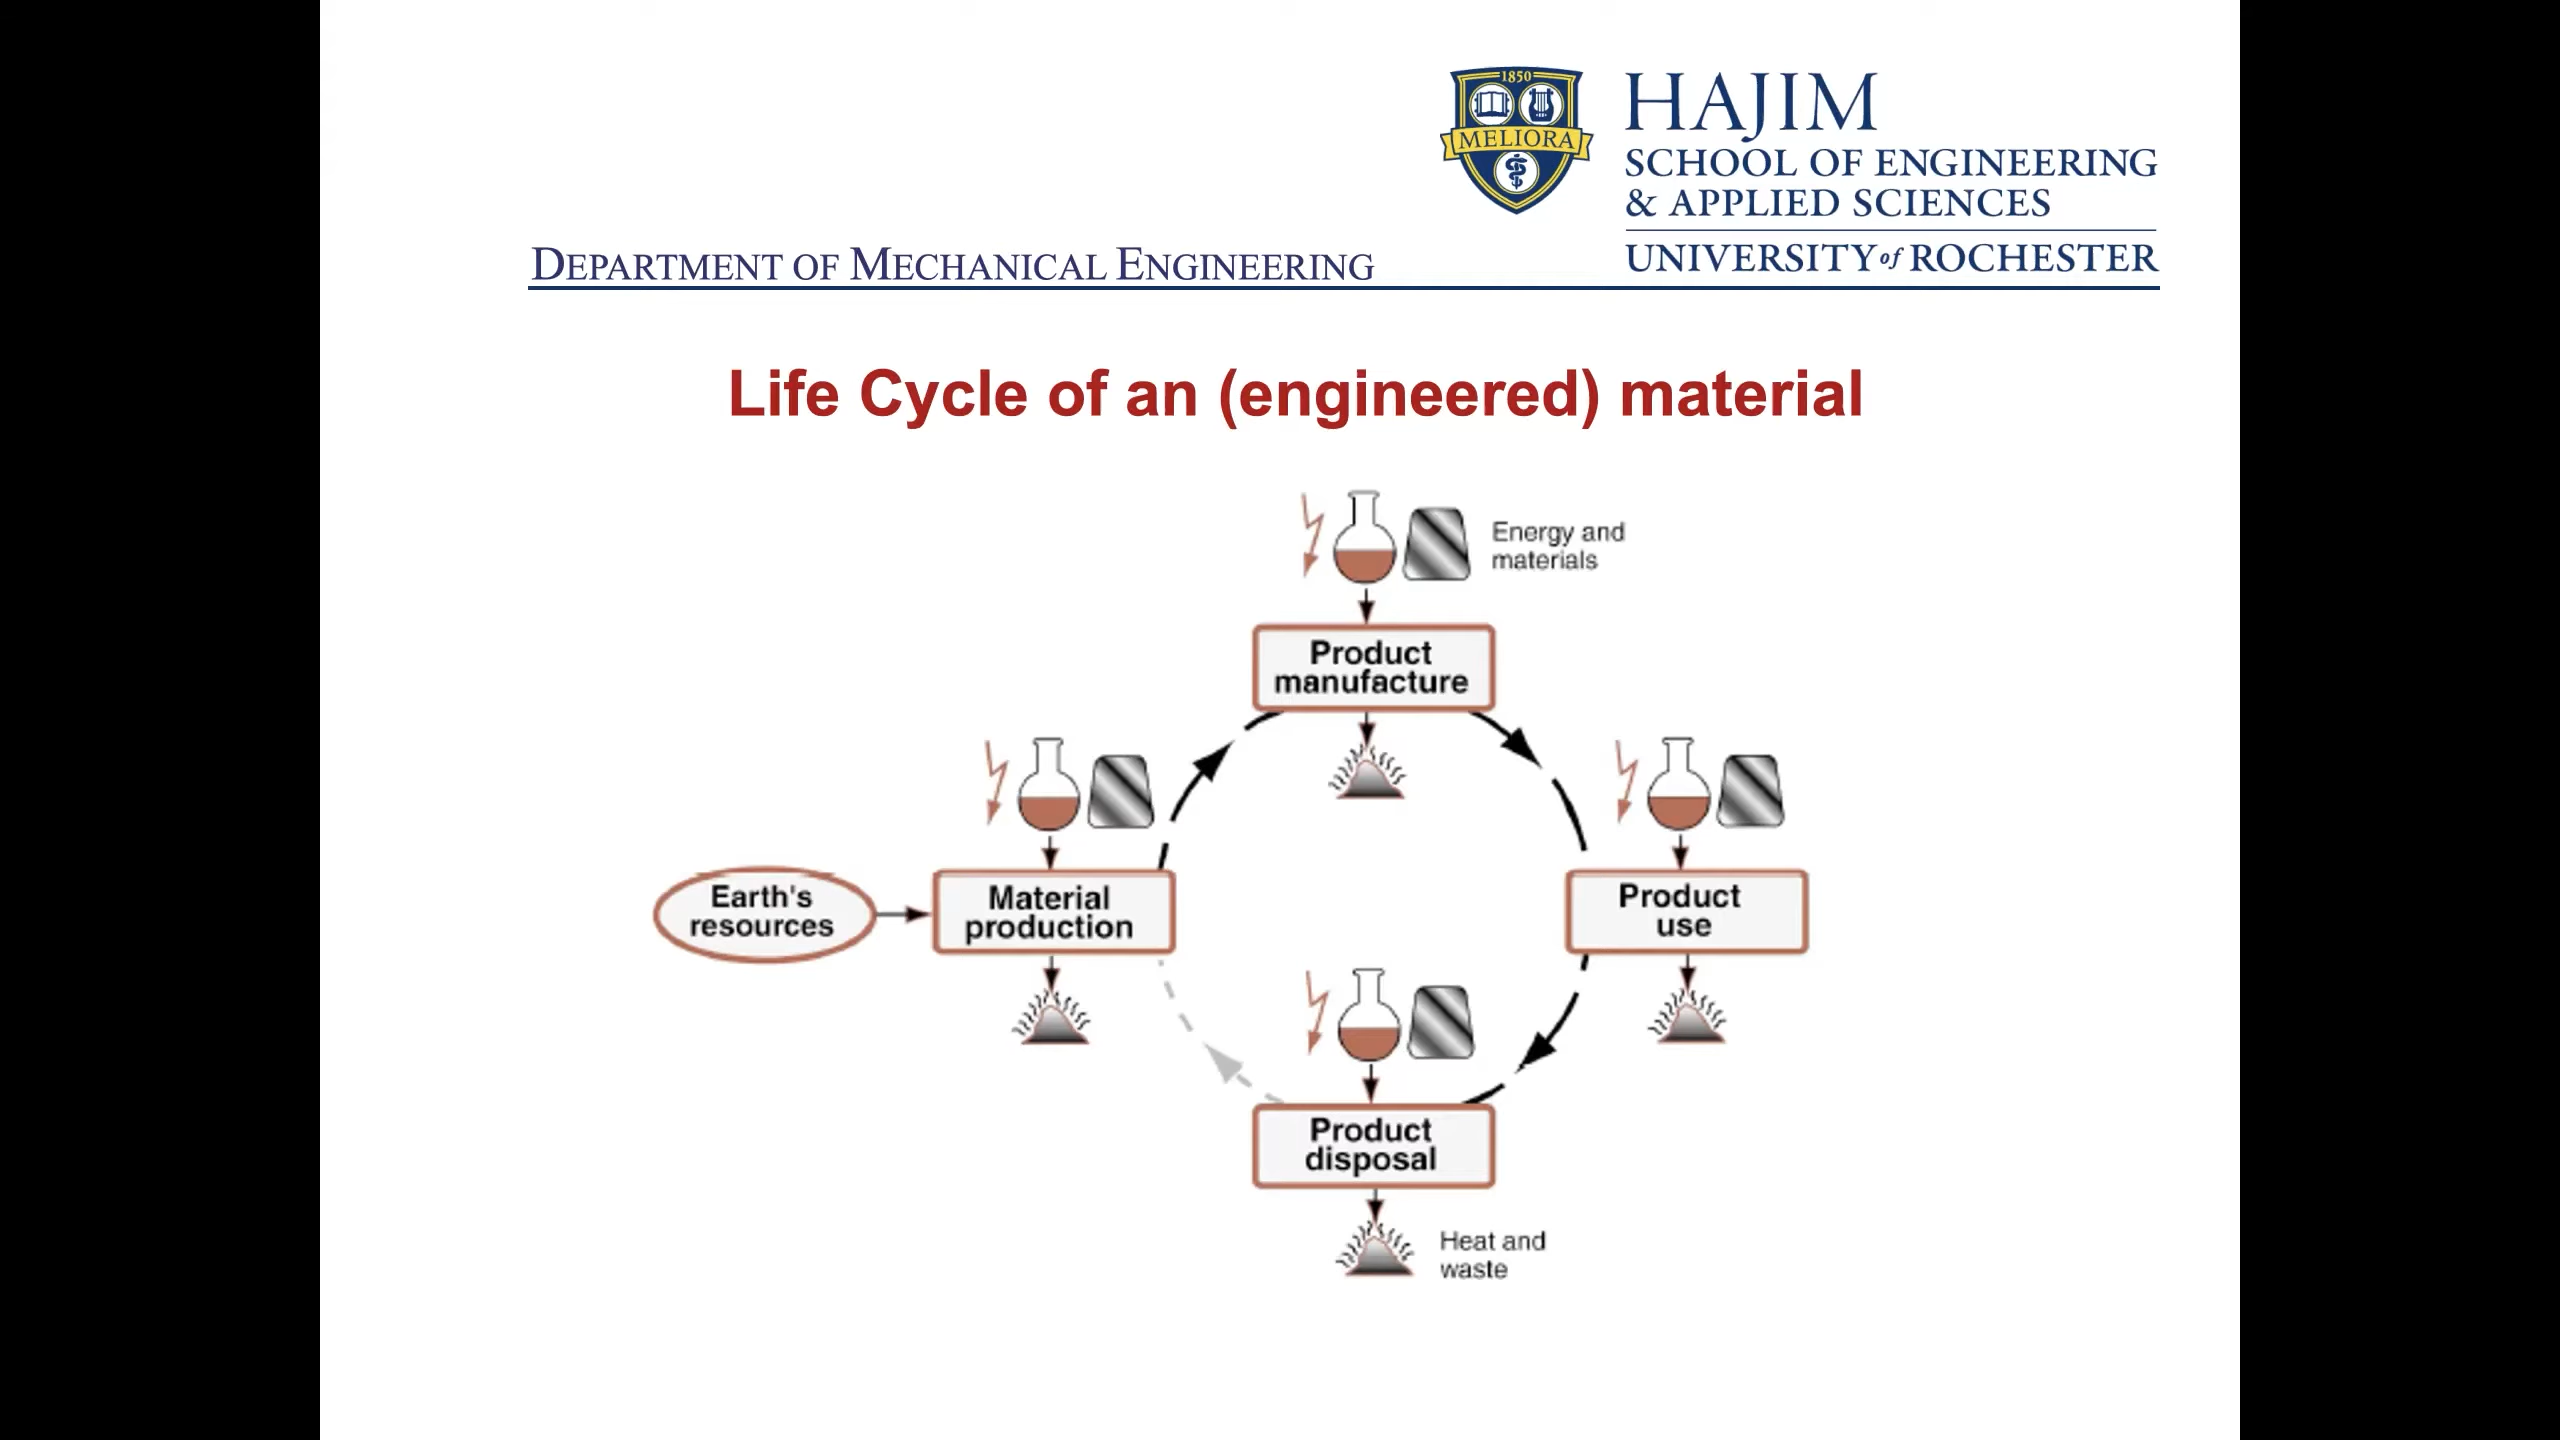 1850
MELIORA
HAJIM
SCHOOL OF ENGINEERING
& APPLIED SCIENCES
UNIVERSITY of ROCHESTER
DEPARTMENT OF MECHANICAL ENGINEERING
Life Cycle of an (engineered) material
Energy and
materials
Product
manufacture
Earth's
resources
Material
production
Product
use
Product
disposal
Heat and
waste